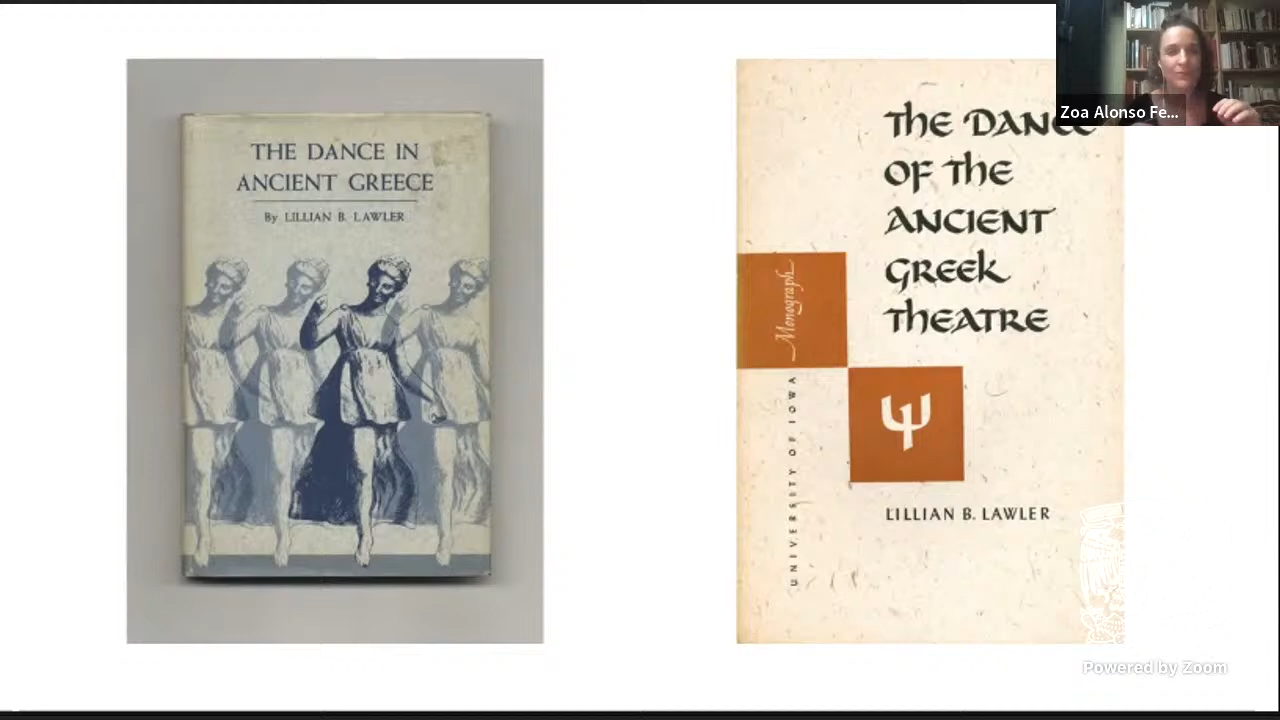 THE DANCE IN
ANCIENT GREECE
By LILLIAN B. LAWLER
THE DANCE
OF THE
ANCIENT
GREEK
THEATRE
Monograph
UNIVERSITY OF IOWA
LILLIAN B. LAWLER
Zoa Alonso Fe...
Powered by Zoom